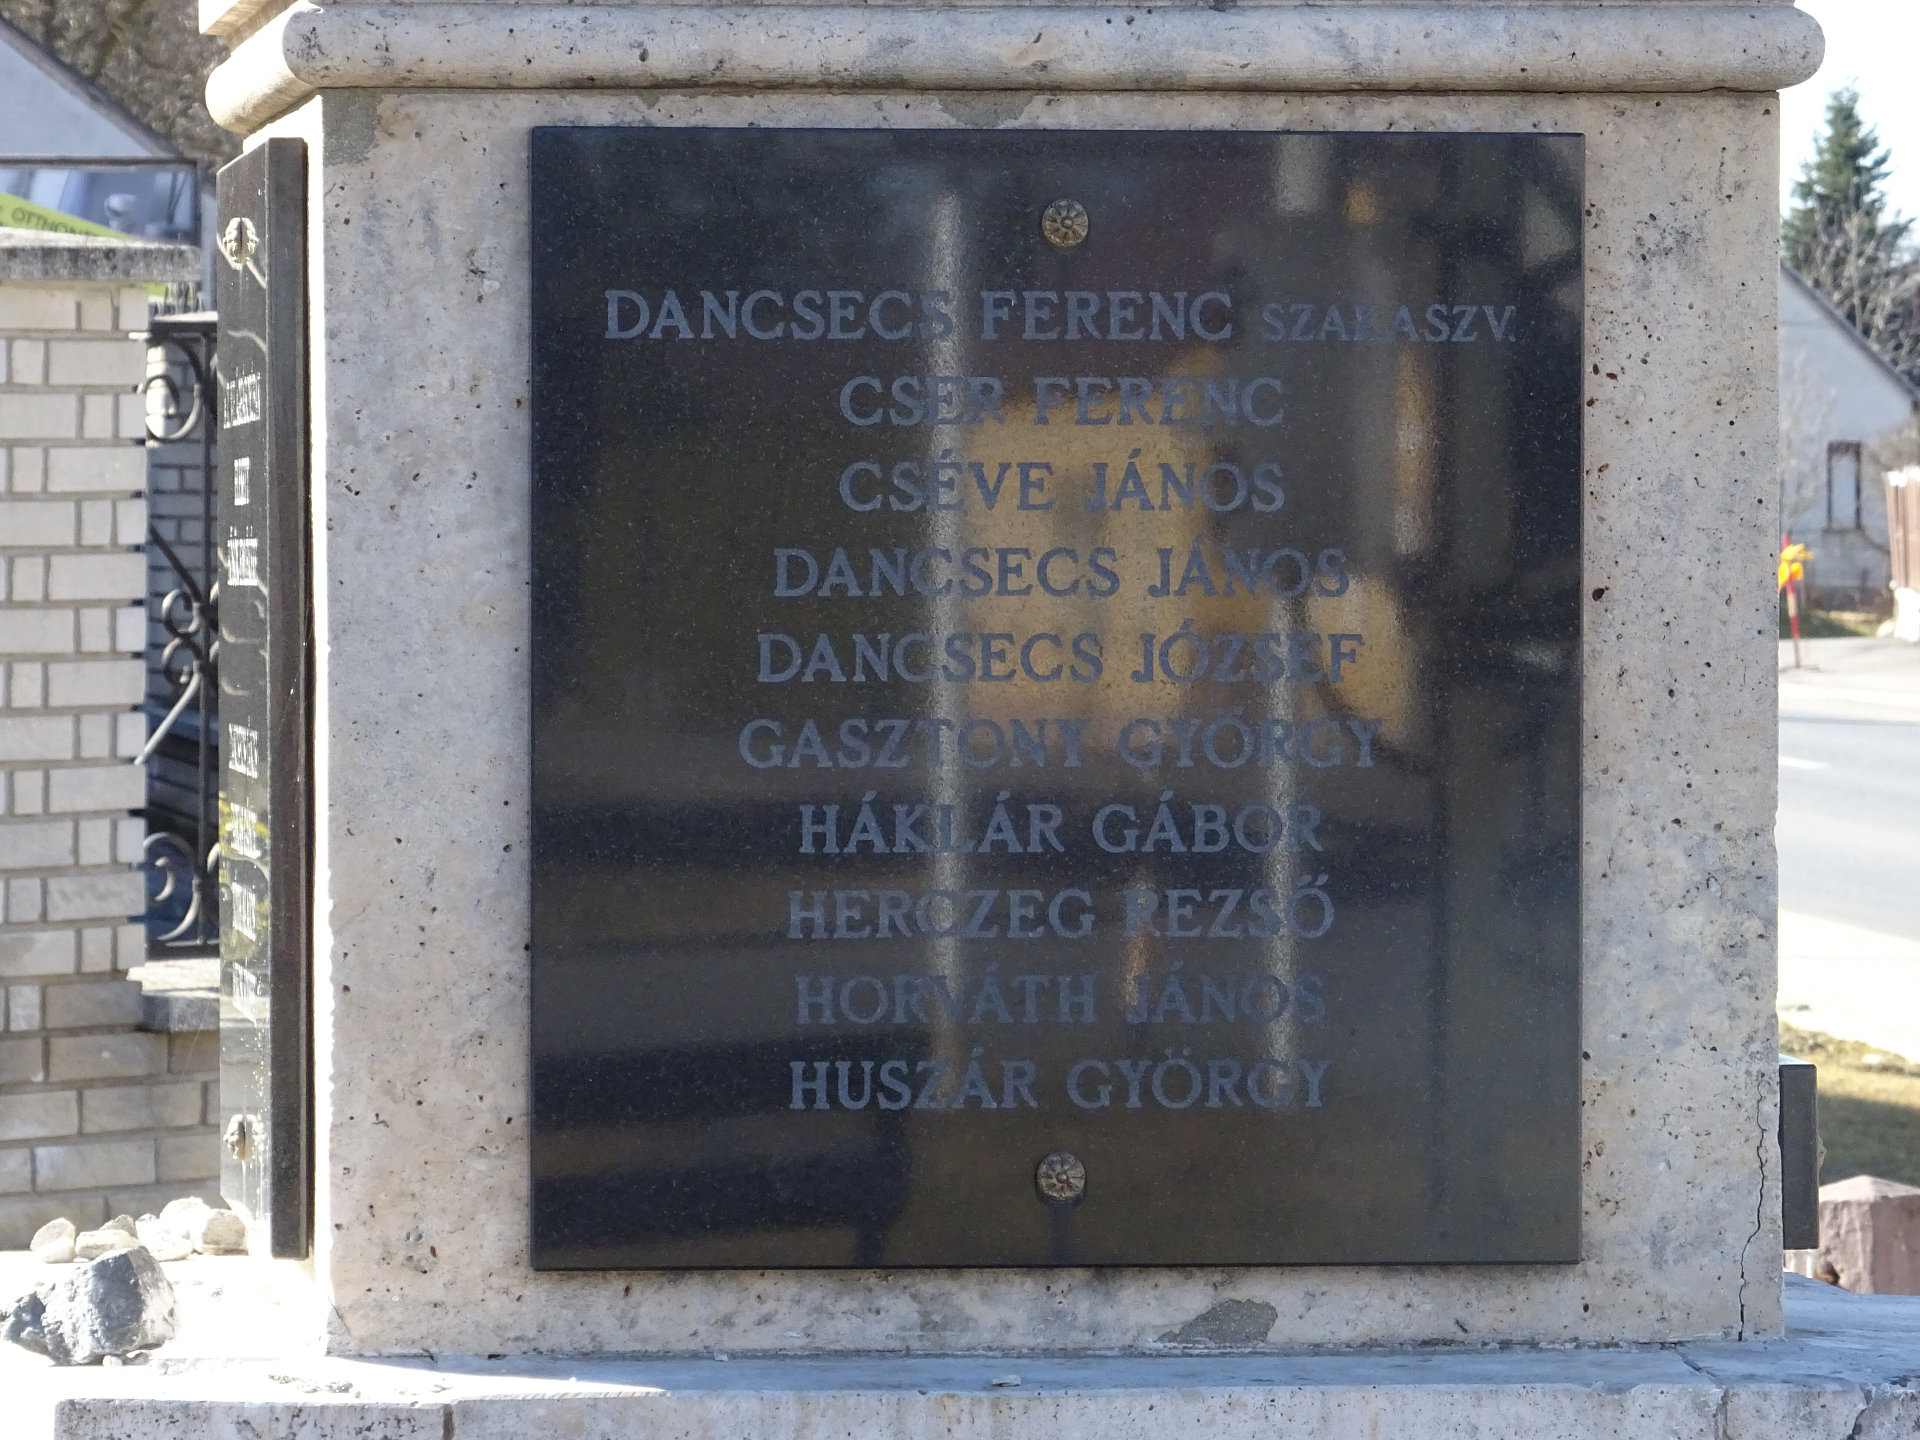 DANCSECS FERENC SZAKASZV.
CSER FERENC
CSÉVE JÁNOS
DANCSECS JÁNOS
DANCSECS JÓZSEF
GASZTONY GYÖRGY
HÁKLÁR GÁBOR
HERCZEG REZSŐ
HORVÁTH JÁNOS
HUSZÁR GYÖRGY